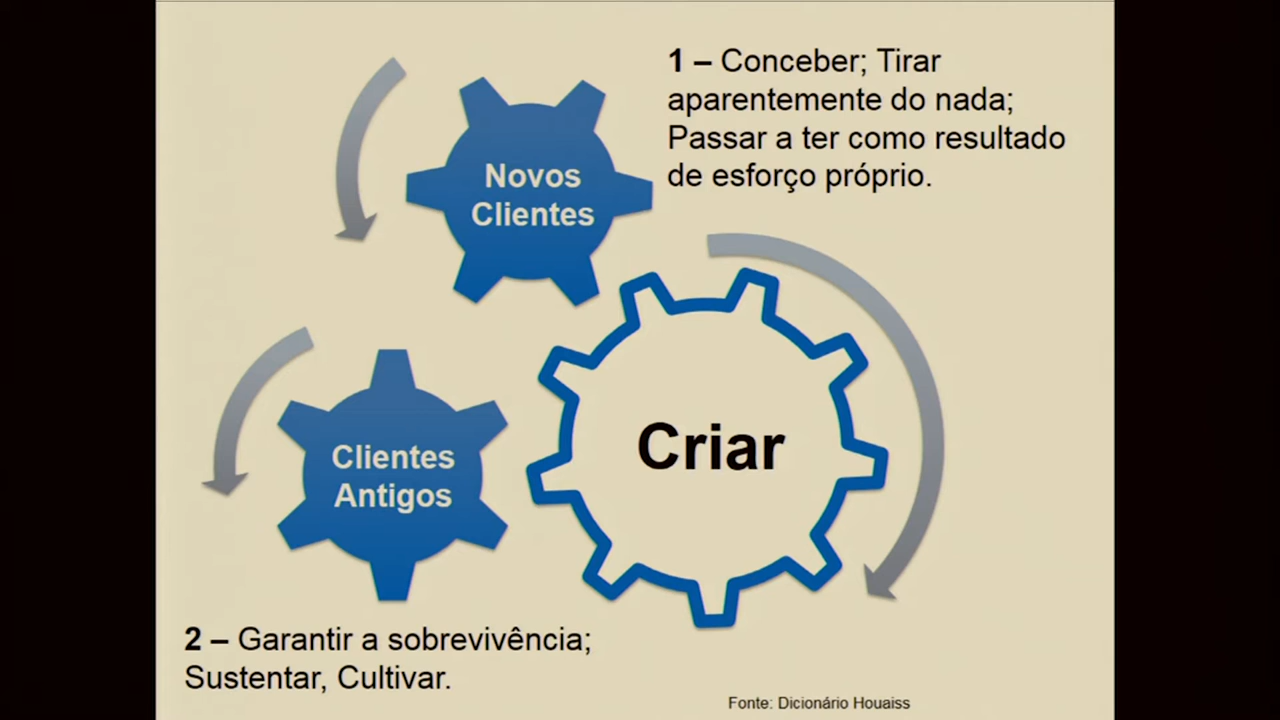 1 – Conceber; Tirar
aparentemente do nada;
Passar a ter como resultado
de esforço próprio.
Novos
Clientes
Criar
Clientes
Antigos
2 – Garantir a sobrevivência;
Sustentar, Cultivar.
Fonte: Dicionário Houaiss